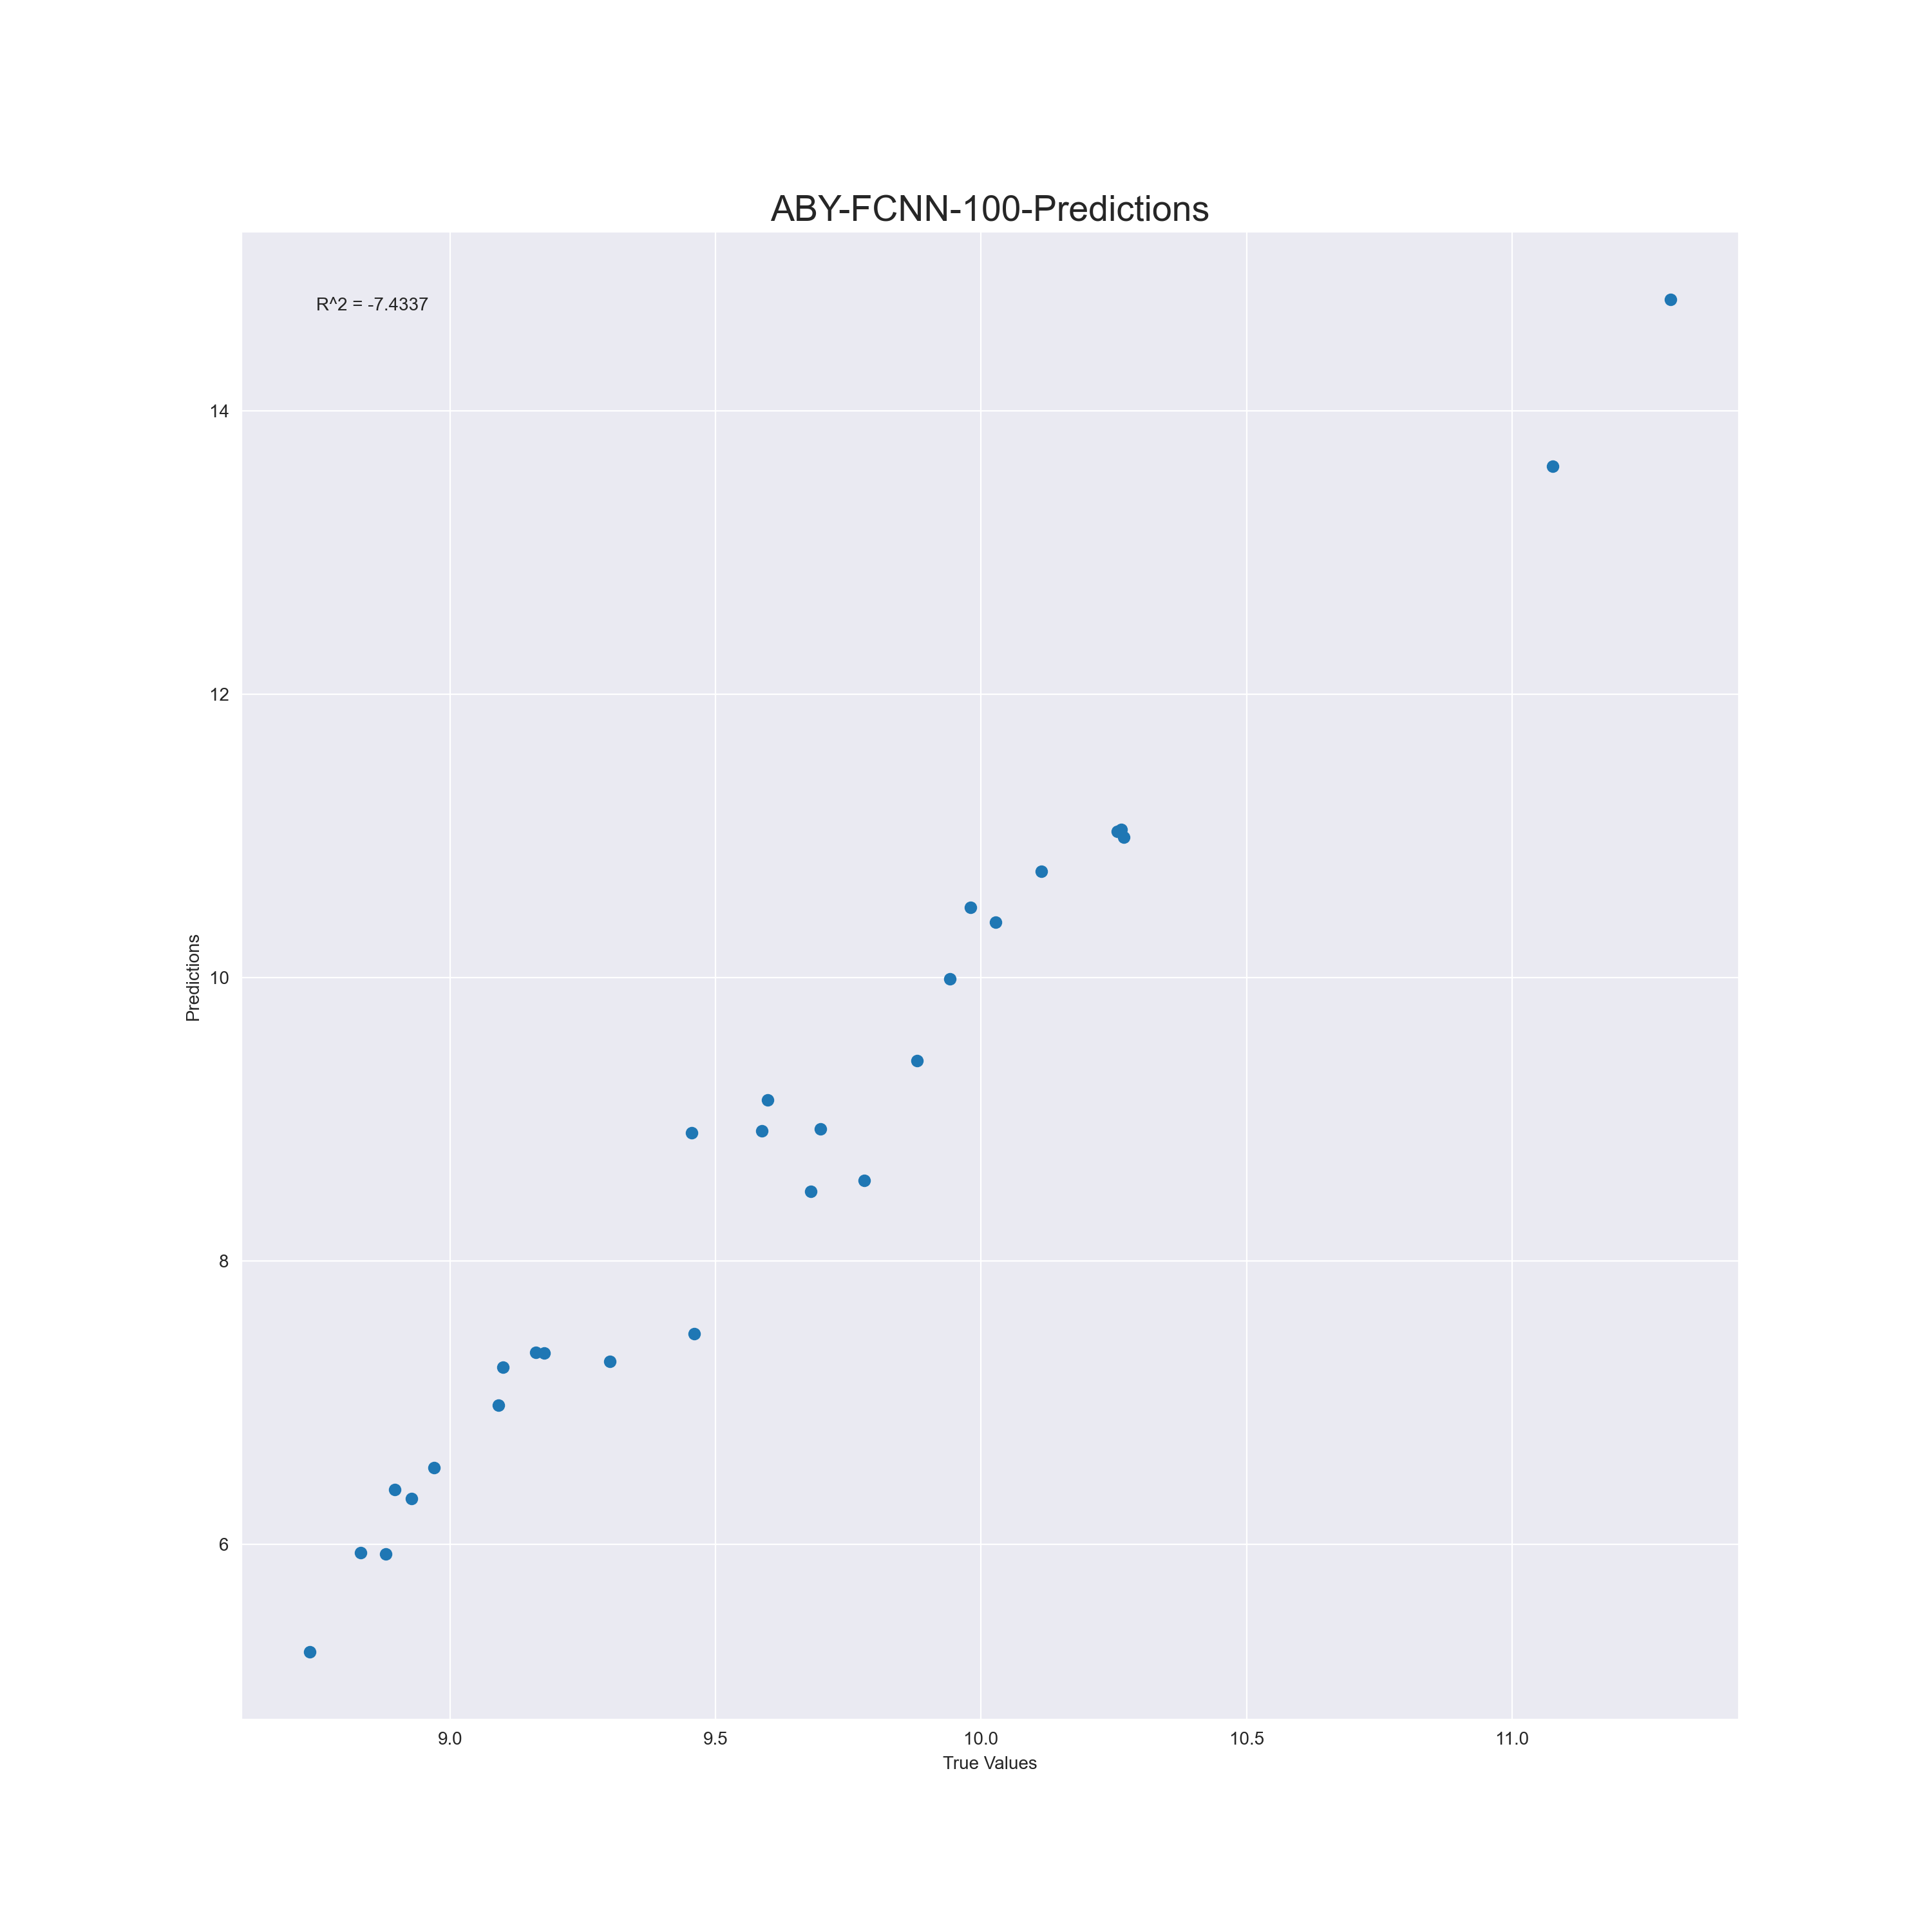 ABY-FCNN-100-Predictions
R^2 = -7.4337
14
12
10
8
6
Predictions
9.0 9.5 10.0 10.5 11.0
True Values